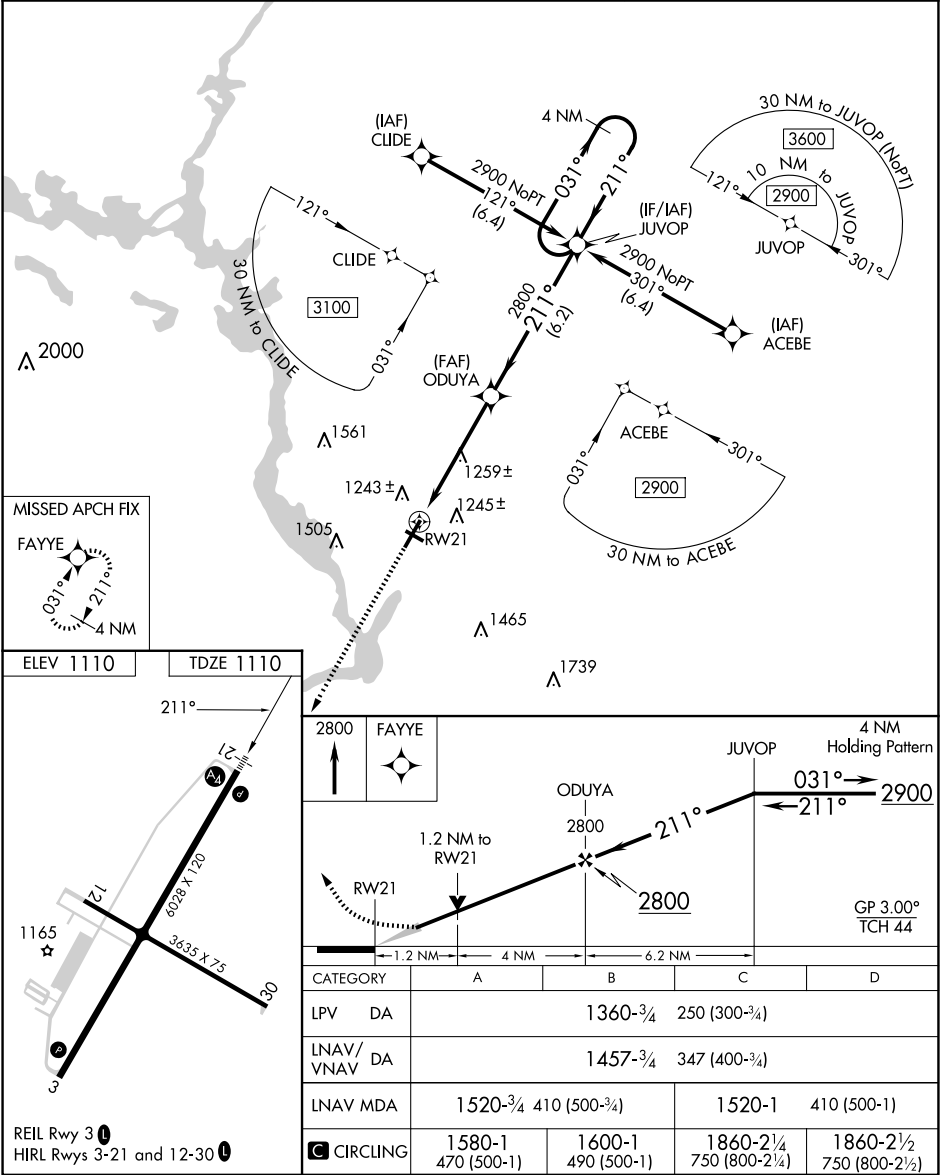 (IAF)
CLIDE
4 NM
031°
211°
2900 NoPT
121°
(6.4)
(IF/IAF)
JUVOP
2900 NoPT
301°
(6.4)
(IAF)
ACEBE
30 NM to JUVOP (NoPT)
3600
10 NM to JUVOP
2900
121°
JUVOP
301°
121°
CLIDE
3100
30 NM to CLIDE
031°
2800
211°
(6.2)
(FAF)
ODUYA
2000
1561
1259±
1243±
1245±
1505
RW21
1465
1739
ACEBE
031°
301°
2900
30 NM to ACEBE
MISSED APCH FIX
FAYYE
031°
211°
4 NM
ELEV 1110
TDZE 1110
211°
21
A4
P
6028 X 120
12
1165
3635 X 75
30
P
3
REIL Rwy 3 L
HIRL Rwys 3-21 and 12-30 L
2800
FAYYE
4 NM
Holding Pattern
JUVOP
031°
211°
2900
ODUYA
2800
211°
1.2 NM to
RW21
RW21
2800
GP 3.00°
TCH 44
1.2 NM
4 NM
6.2 NM
CATEGORY A B C D
LPV DA 1360-¾ 250 (300-¾)
LNAV/
VNAV DA 1457-¾ 347 (400-¾)
LNAV MDA 1520-¾ 410 (500-¾) 1520-1 410 (500-1)
C CIRCLING 1580-1 1600-1 1860-2¼ 1860-2½
470 (500-1) 490 (500-1) 750 (800-2¼) 750 (800-2½)